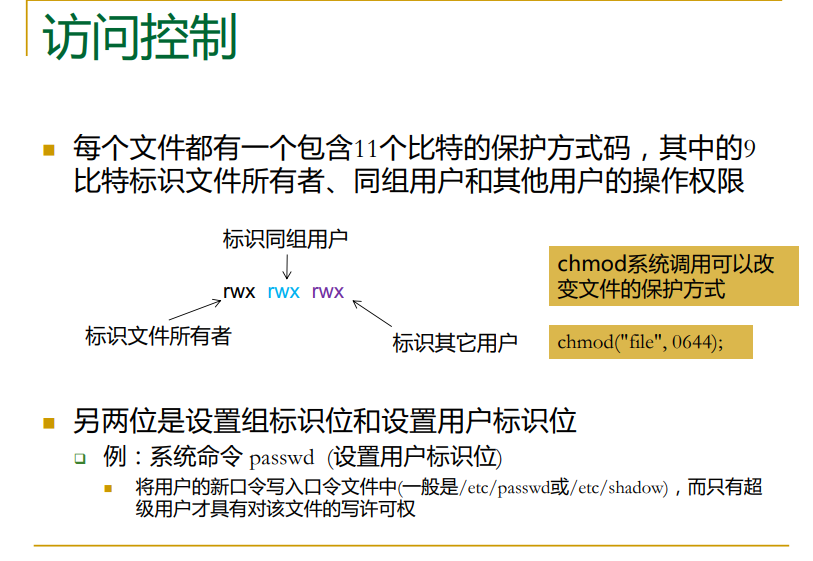 访问控制
每个文件都有一个包含11个比特的保护方式码，其中的9
比特标识文件所有者、同组用户和其他用户的操作权限
标识同组用户
rwx rwx rwx
标识文件所有者
标识其它用户
chmod系统调用可以改
变文件的保护方式
chmod("file", 0644);
另两位是设置组标识位和设置用户标识位
例：系统命令 passwd (设置用户标识位)
将用户的新口令写入口令文件中(一般是/etc/passwd或/etc/shadow)，而只有超
级用户才具有对该文件的写许可权